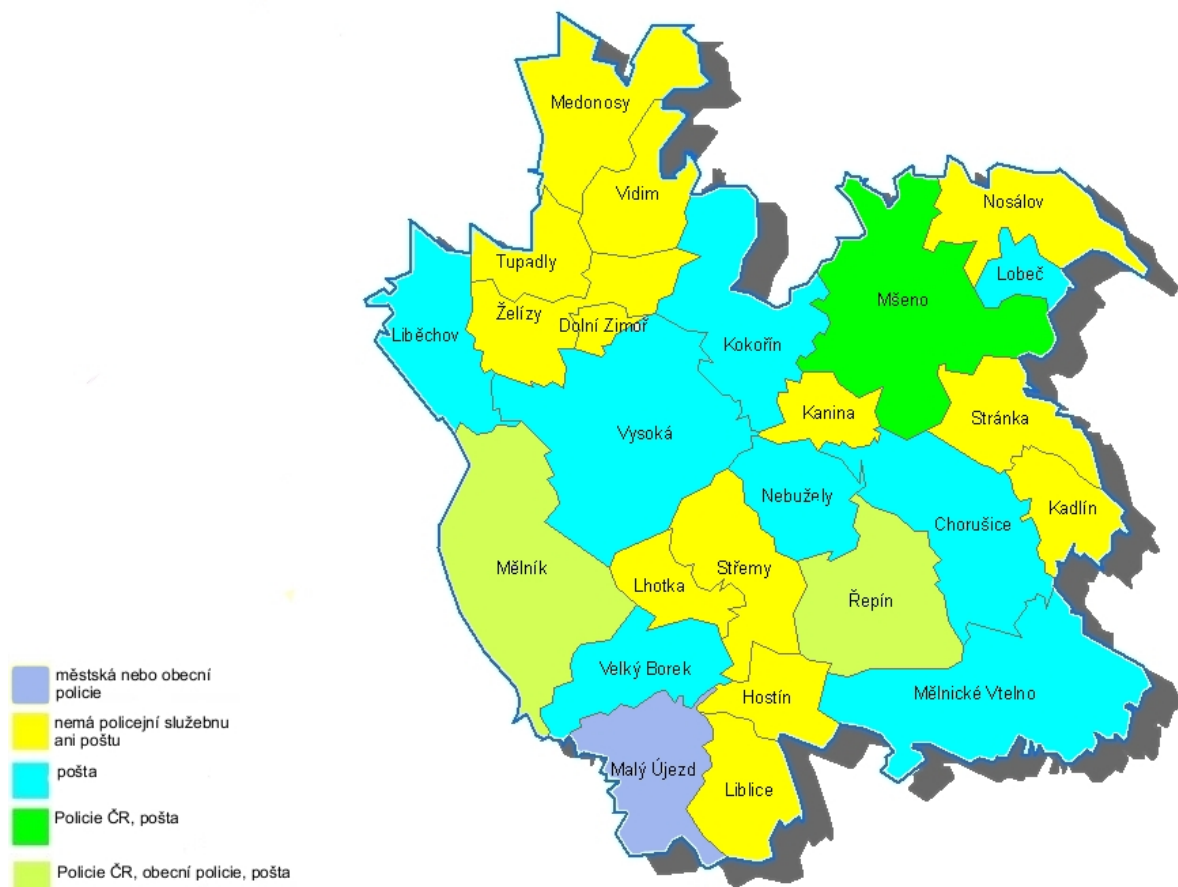 Medonosy
Vidim
Nosálov
Tupadly
Lobeč
Mšeno
Želízy
Dolní Zimoř
Liběchov
Kokořín
Kanina
Stránka
Vysoká
Nebužely
Kadlín
Chorušice
Mělník
Střemy
Lhotka
Řepín
Velký Borek
Hostín
Mělnické Vtelno
Malý Újezd
Liblice
městská nebo obecní
policie
nemá policejní služebnu
ani poštu
pošta
Policie ČR, pošta
Policie ČR, obecní policie, pošta